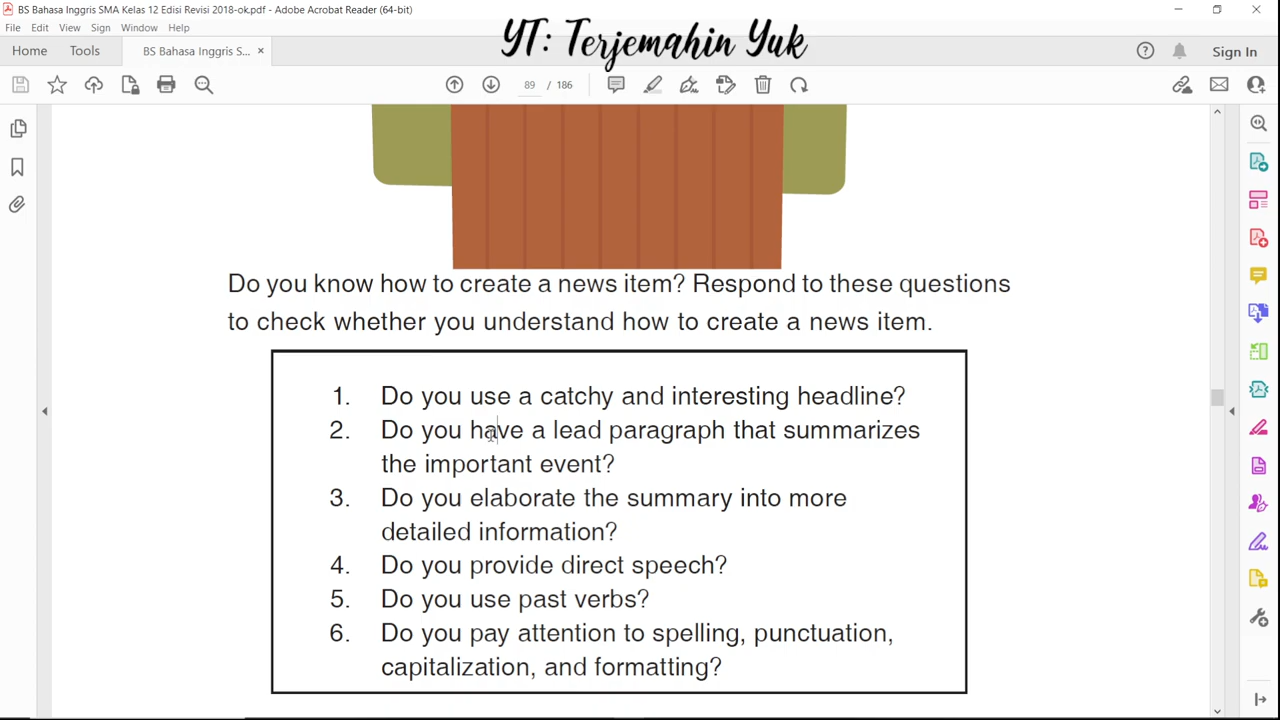 BS Bahasa Inggris SMA Kelas 12 Edisi Revisi 2018-ok.pdf - Adobe Acrobat Reader (64-bit)
YT: Terjemahin Yuk
File Edit View Sign Window Help
Home Tools BS Bahasa Inggris S... × Sign In
89 / 186
Do you know how to create a news item? Respond to these questions
to check whether you understand how to create a news item.
1. Do you use a catchy and interesting headline?
2. Do you have a lead paragraph that summarizes
the important event?
3. Do you elaborate the summary into more
detailed information?
4. Do you provide direct speech?
5. Do you use past verbs?
6. Do you pay attention to spelling, punctuation,
capitalization, and formatting?